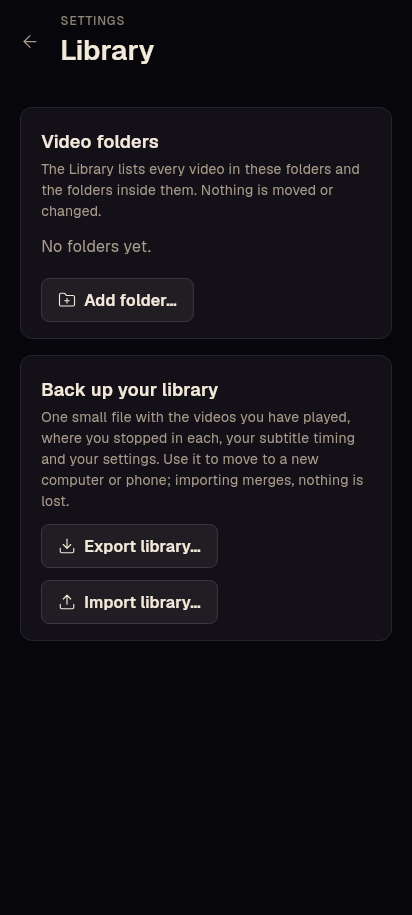 SETTINGS
Library
Video folders
The Library lists every video in these folders and
the folders inside them. Nothing is moved or
changed.
No folders yet.
Add folder...
Back up your library
One small file with the videos you have played,
where you stopped in each, your subtitle timing
and your settings. Use it to move to a new
computer or phone; importing merges, nothing is
lost.
Export library...
Import library...